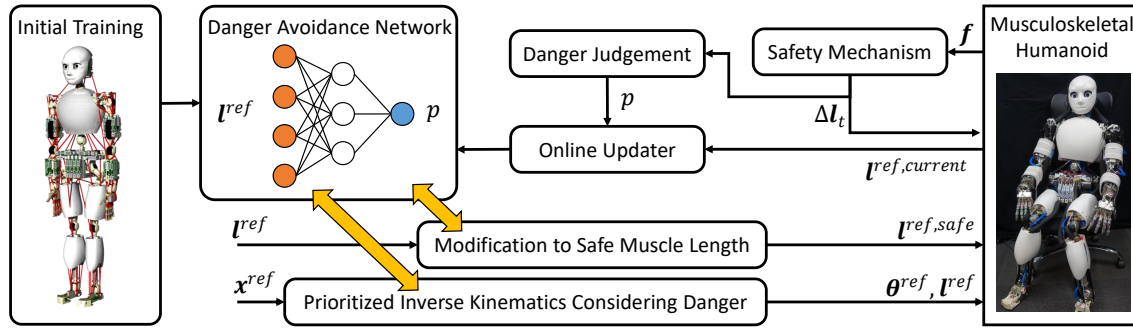 Initial Training
Danger Avoidance Network
l^ref
p
Danger Judgement
p
Online Updater
Safety Mechanism
Δl_t
f
Musculoskeletal
Humanoid
l^ref,current
l^ref
Modification to Safe Muscle Length
l^ref,safe
x^ref
Prioritized Inverse Kinematics Considering Danger
θ^ref, l^ref